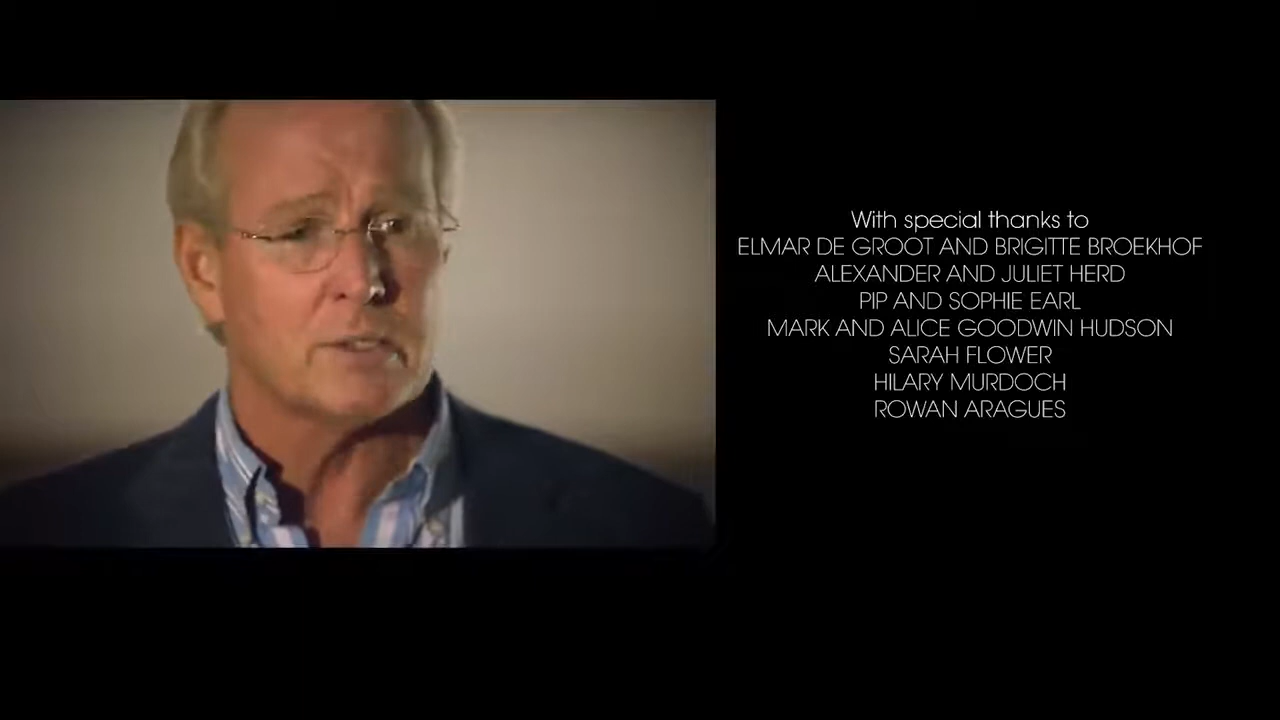 With special thanks to
ELMAR DE GROOT AND BRIGITTE BROEKHOF
ALEXANDER AND JULIET HERD
PIP AND SOPHIE EARL
MARK AND ALICE GOODWIN HUDSON
SARAH FLOWER
HILARY MURDOCH
ROWAN ARAGUES